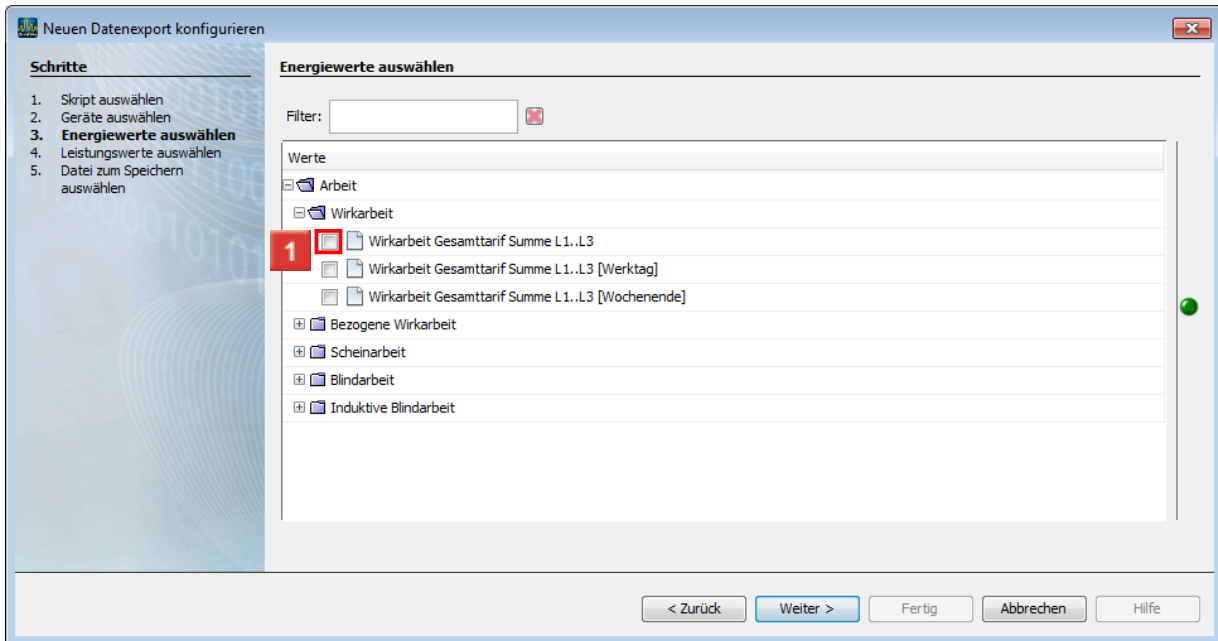 Neuen Datenexport konfigurieren
Schritte
1. Skript auswählen
2. Geräte auswählen
3. Energiewerte auswählen
4. Leistungswerte auswählen
5. Datei zum Speichern
auswählen
Energiewerte auswählen
Filter:
Werte
Arbeit
Wirkarbeit
1
Wirkarbeit Gesamttarif Summe L1..L3
Wirkarbeit Gesamttarif Summe L1..L3 [Werktag]
Wirkarbeit Gesamttarif Summe L1..L3 [Wochenende]
Bezogene Wirkarbeit
Scheinarbeit
Blindarbeit
Induktive Blindarbeit
< Zurück
Weiter >
Fertig
Abbrechen
Hilfe